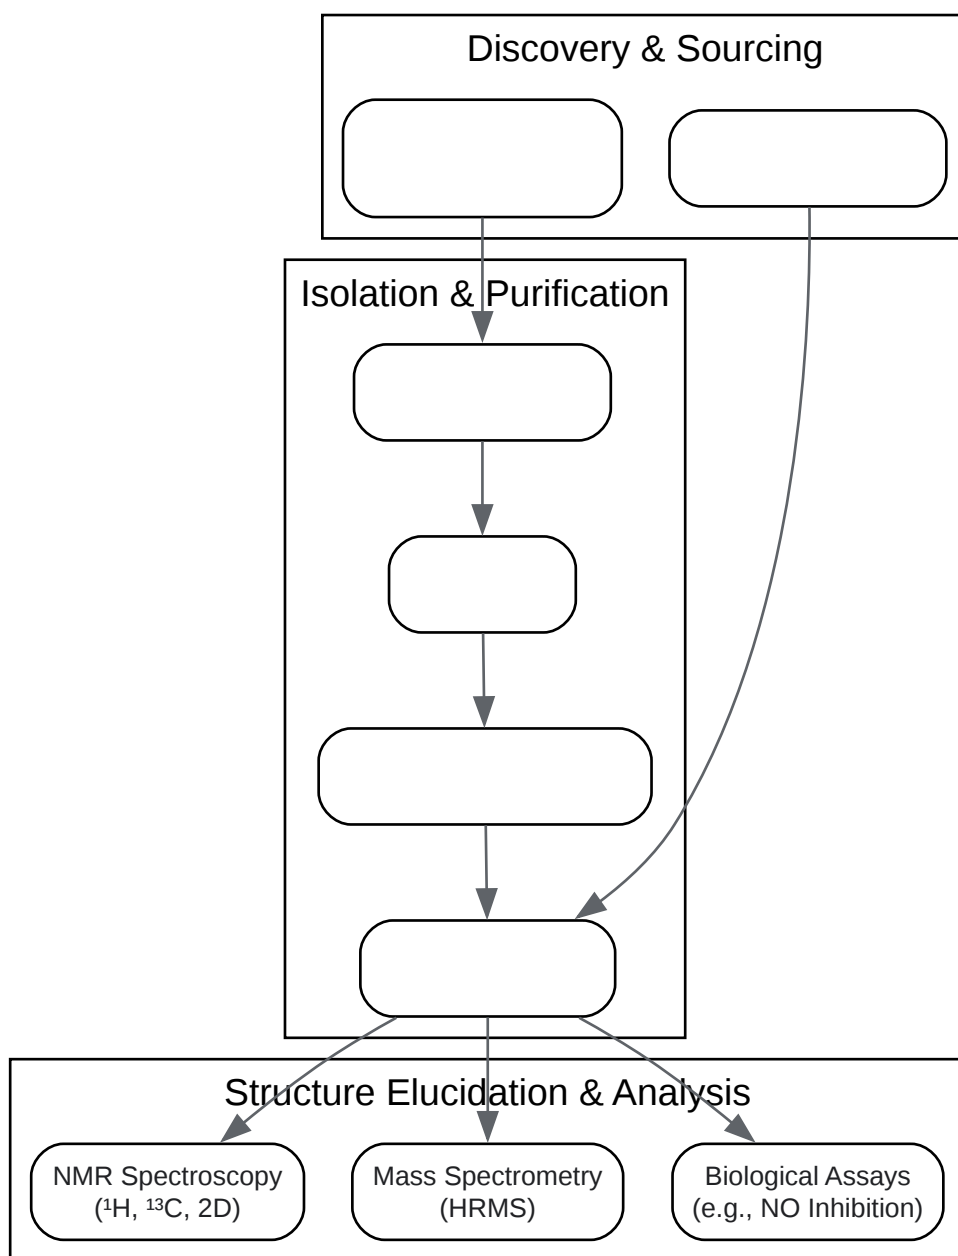 Discovery & Sourcing
Isolation & Purification
Structure Elucidation & Analysis
NMR Spectroscopy
(¹H, ¹³C, 2D)
Mass Spectrometry
(HRMS)
Biological Assays
(e.g., NO Inhibition)